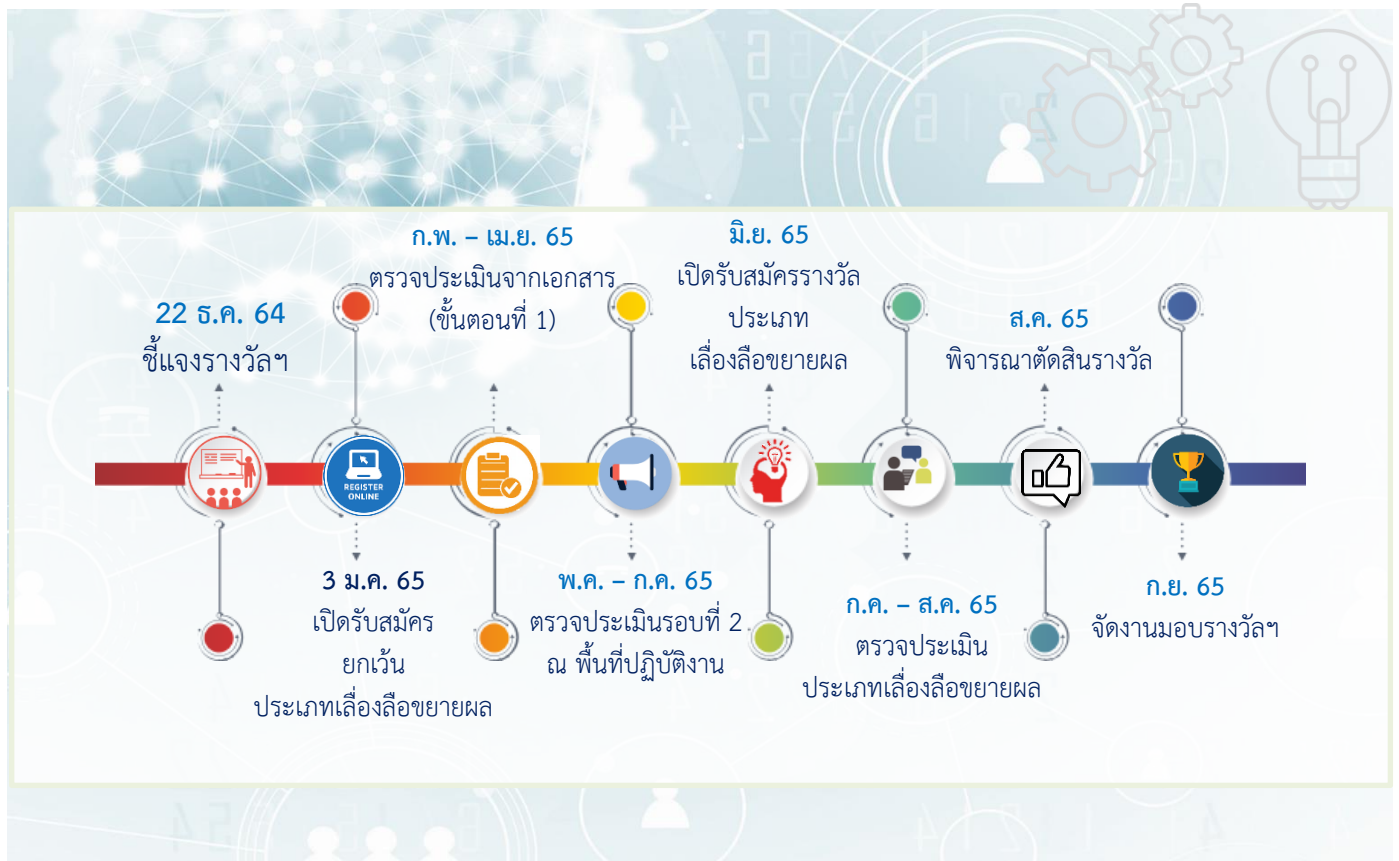 22 ธ.ค. 64
ชี้แจงรางวัลฯ
REGISTER
ONLINE
3 ม.ค. 65
เปิดรับสมัคร
ยกเว้น
ประเภทเลื่องลือขยายผล
ก.พ. – เม.ย. 65
ตรวจประเมินจากเอกสาร
(ขั้นตอนที่ 1)
พ.ค. – ก.ค. 65
ตรวจประเมินรอบที่ 2
ณ พื้นที่ปฏิบัติงาน
มิ.ย. 65
เปิดรับสมัครรางวัล
ประเภท
เลื่องลือขยายผล
ก.ค. – ส.ค. 65
ตรวจประเมิน
ประเภทเลื่องลือขยายผล
ส.ค. 65
พิจารณาตัดสินรางวัล
ก.ย. 65
จัดงานมอบรางวัลฯ